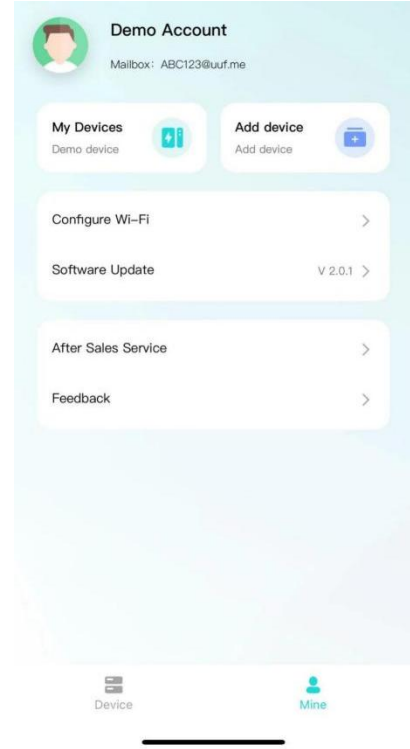 Demo Account
Mailbox: ABC123@uuf.me
My Devices
Demo device
Add device
Add device
Configure Wi-Fi
Software Update V 2.0.1
After Sales Service
Feedback
Device
Mine